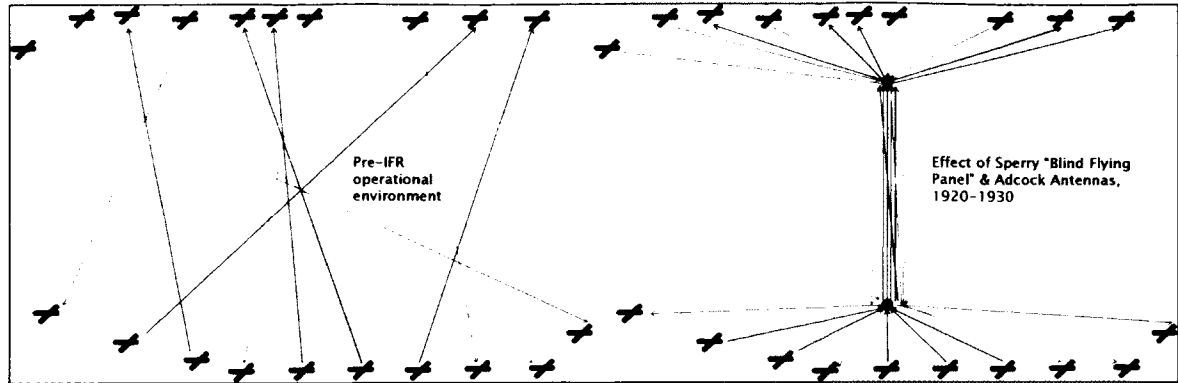 Pre-IFR
operational
environment
Effect of Sperry "Blind Flying
Panel" & Adcock Antennas,
1920-1930